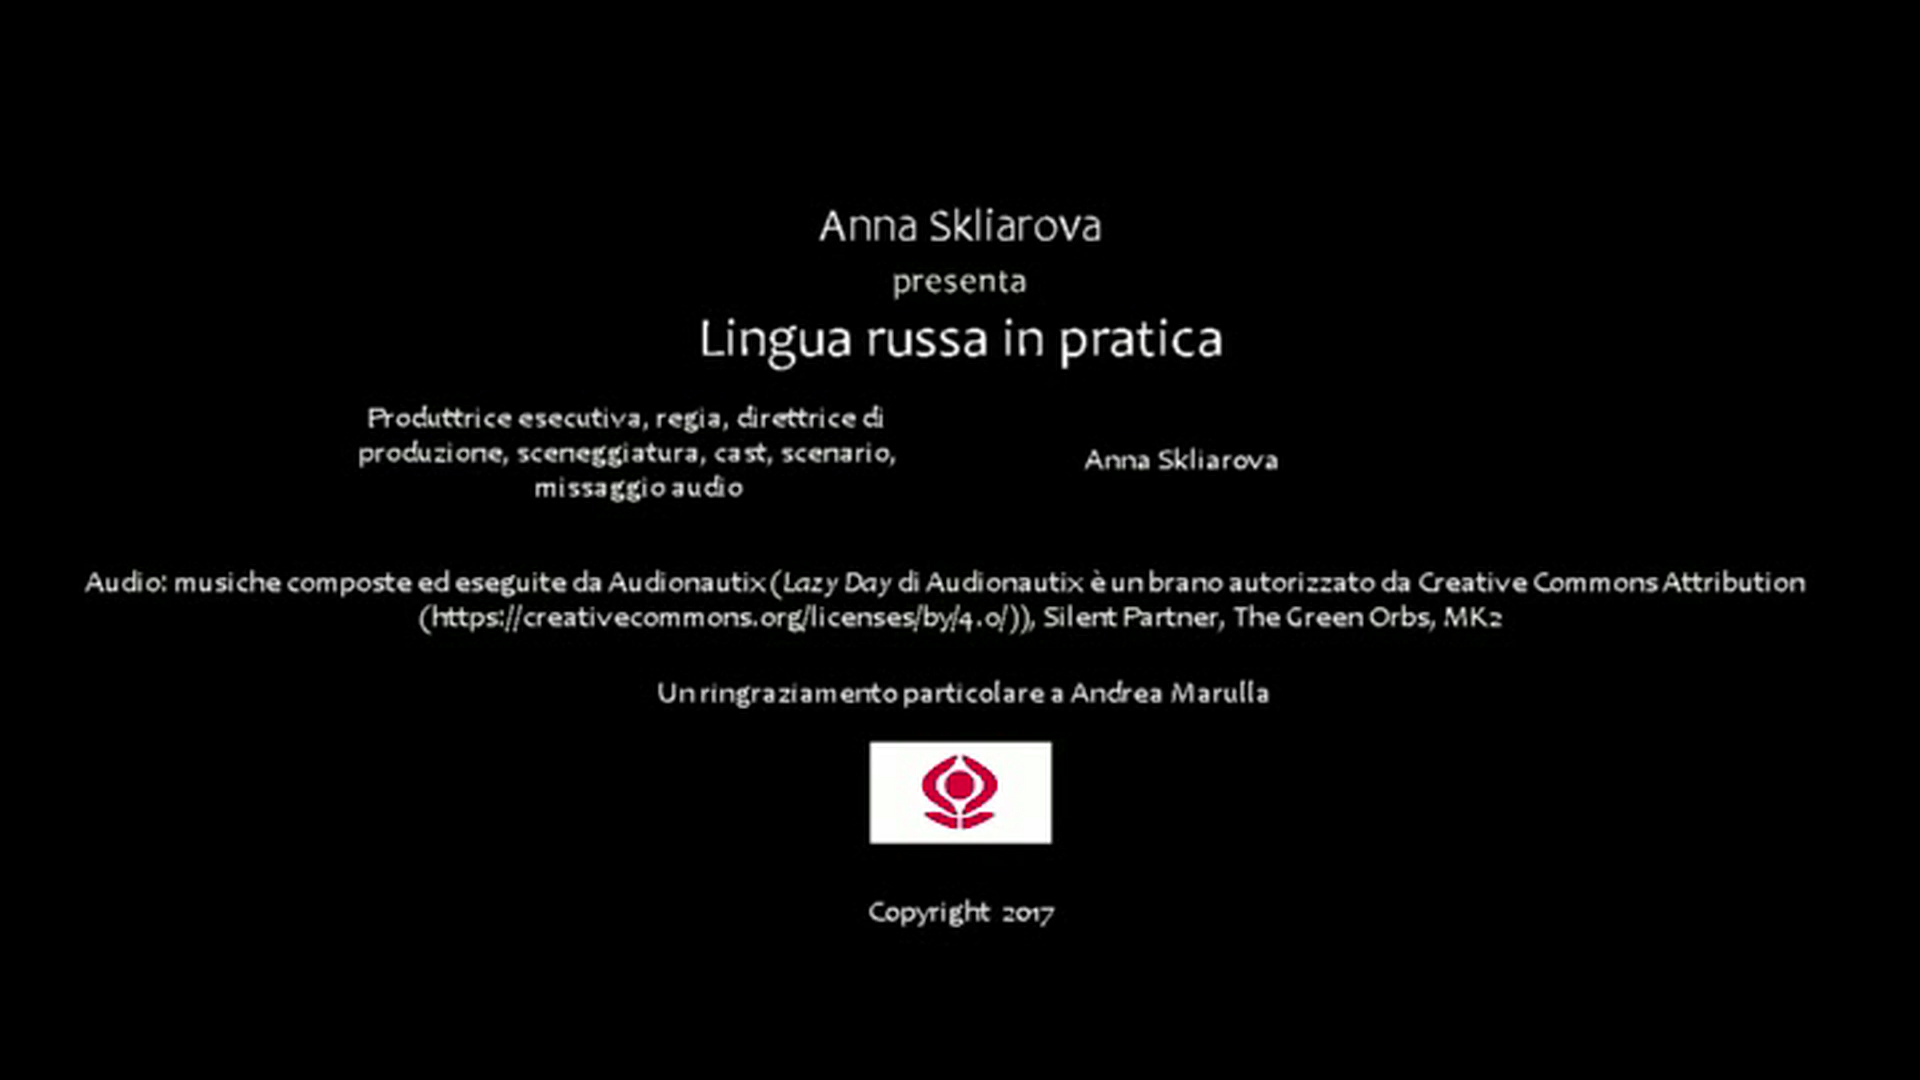 Anna Skliarova
presenta
Lingua russa in pratica
Produttrice esecutiva, regia, direttrice di
produzione, sceneggiatura, cast, scenario,
missaggio audio
Anna Skliarova
Audio: musiche composte ed eseguite da Audionautix (Lazy Day di Audionautix è un brano autorizzato da Creative Commons Attribution
(https://creativecommons.org/licenses/by/4.0/)), Silent Partner, The Green Orbs, MK2
Un ringraziamento particolare a Andrea Marulla
Copyright 2017